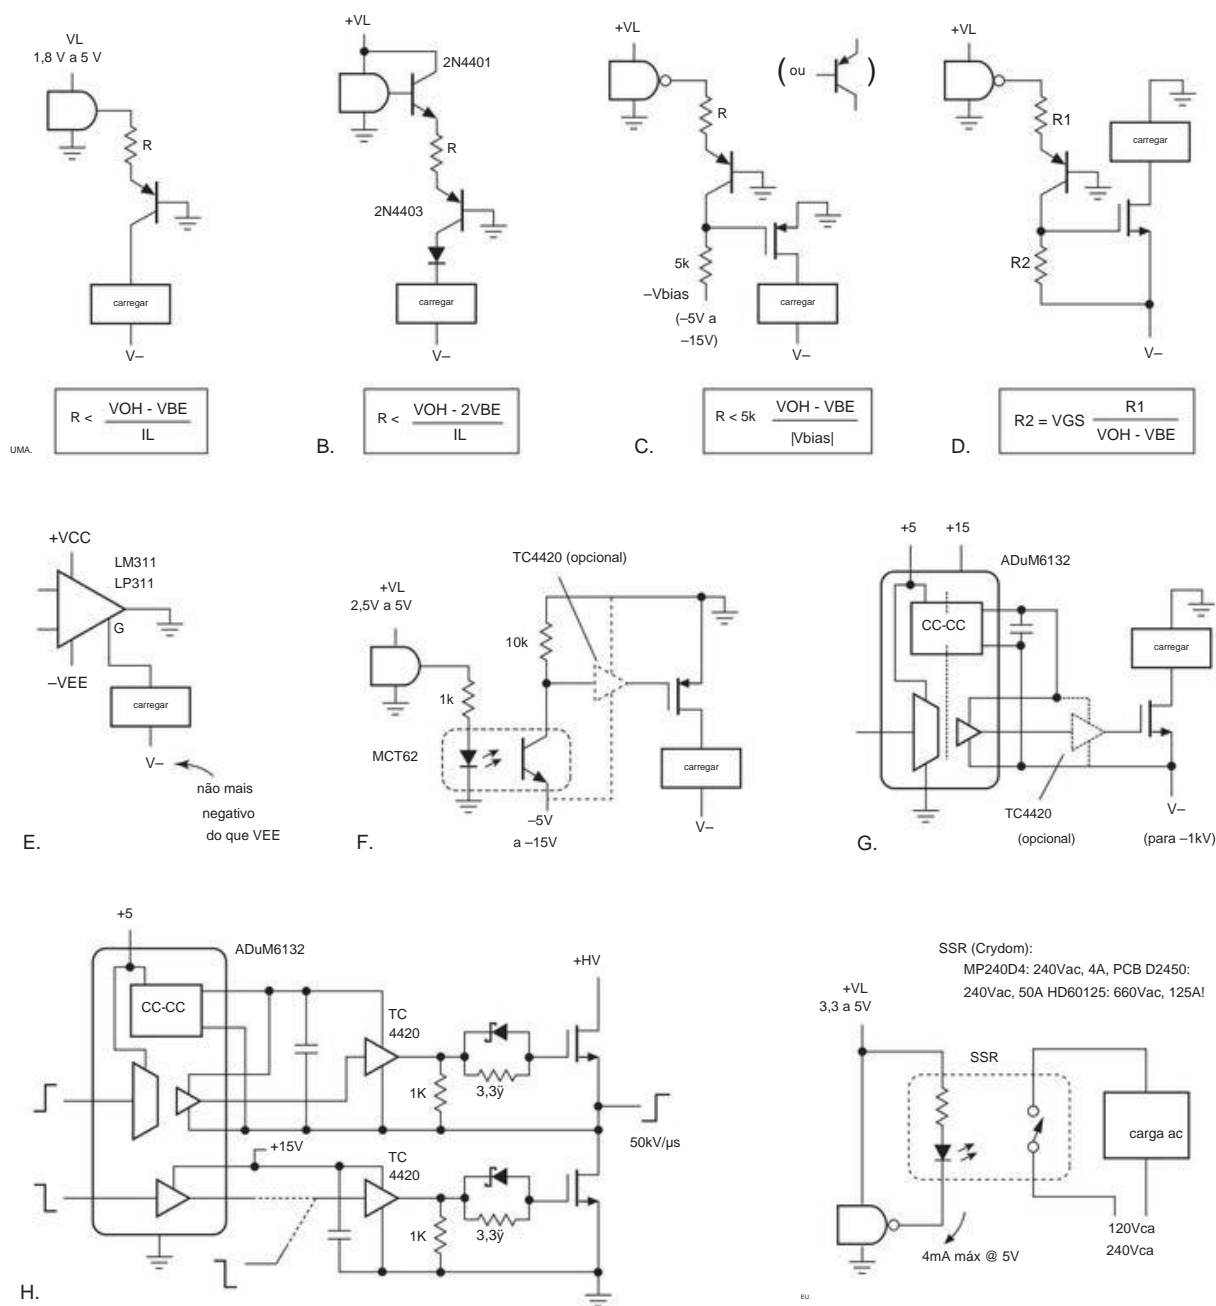 VL
1,8 V a 5 V
R
carregar
V–
R < VOH - VBE
IL
UMA.
+VL
2N4401
R
2N4403
carregar
V–
R < VOH - 2VBE
IL
B.
+VL
( ou )
R
5k
–Vbias
(–5V a
–15V)
carregar
V–
R < 5k VOH - VBE
|Vbias|
C.
+VL
R1
carregar
R2
V–
R2 = VGS R1
VOH - VBE
D.
+VCC
LM311
LP311
G
–VEE
carregar
V–
não mais
negativo
do que VEE
E.
TC4420 (opcional)
+VL
2,5V a 5V
10k
1k
MCT62
carregar
–5V
a –15V
V–
F.
+5
+15
ADuM6132
CC-CC
carregar
TC4420
(opcional)
V–
(para –1kV)
G.
+5
ADuM6132
+HV
CC-CC
TC
4420
1K
3,3ÿ
50kV/µs
+15V
TC
4420
1K
3,3ÿ
H.
SSR (Crydom):
MP240D4: 240Vac, 4A, PCB D2450:
240Vac, 50A HD60125: 660Vac, 125A!
+VL
3,3 a 5V
SSR
carga ac
120Vca
240Vca
4mA máx @ 5V
EU.